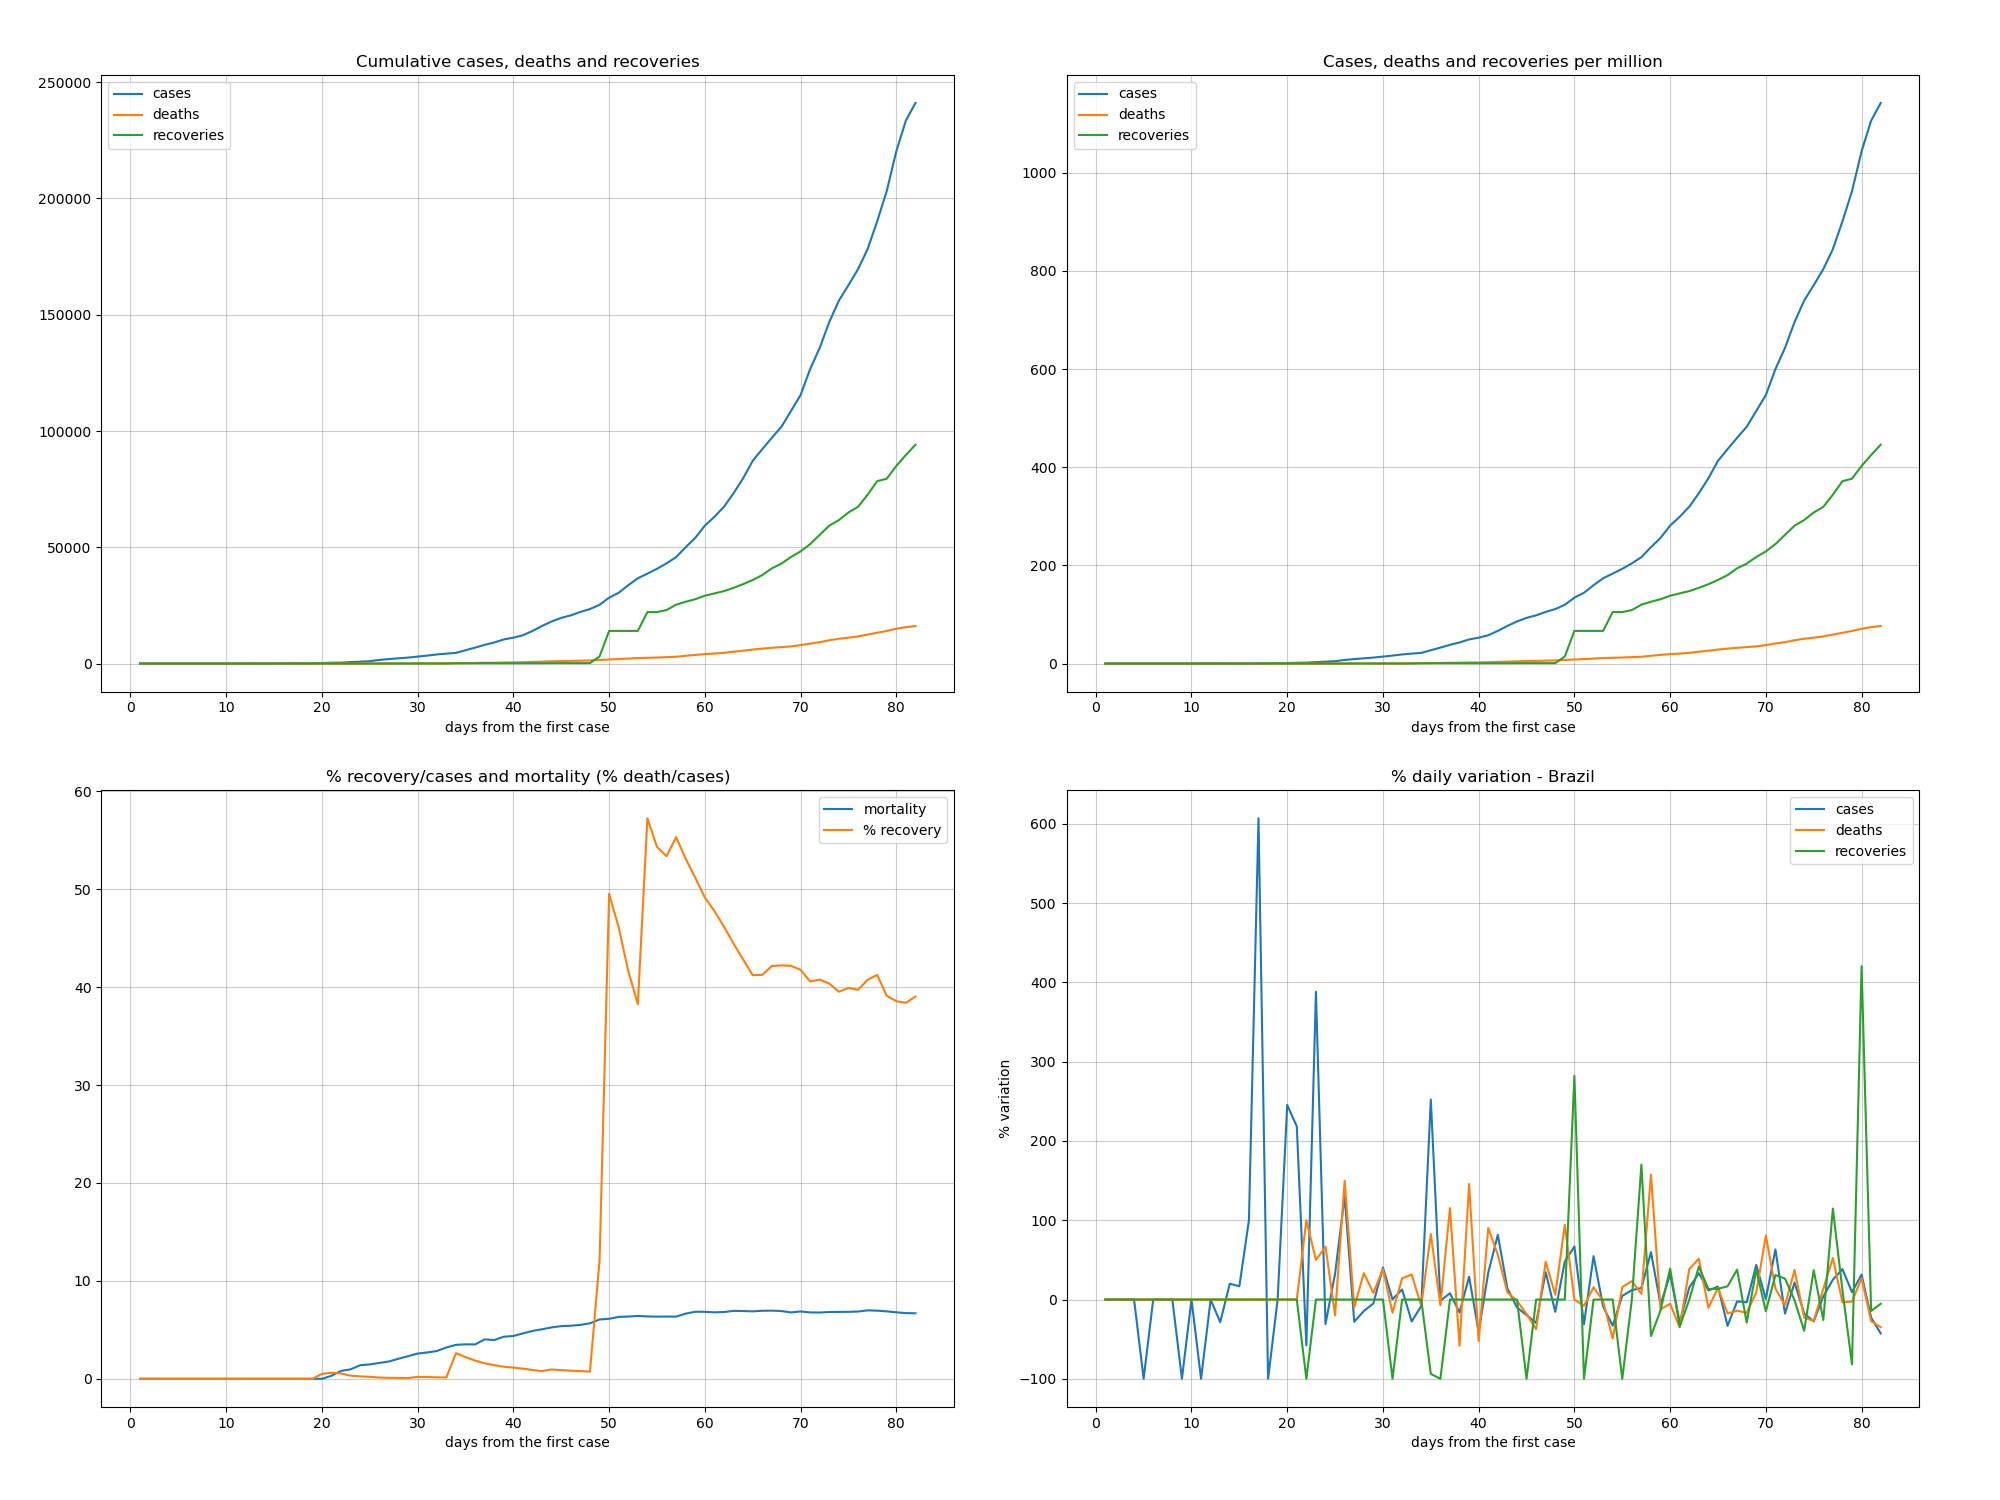 Cumulative cases, deaths and recoveries
250000
200000
150000
100000
50000
0
cases
deaths
recoveries
0 10 20 30 40 50 60 70 80
days from the first case
Cases, deaths and recoveries per million
1000
800
600
400
200
0
cases
deaths
recoveries
0 10 20 30 40 50 60 70 80
days from the first case
% recovery/cases and mortality (% death/cases)
60
50
40
30
20
10
0
mortality
% recovery
0 10 20 30 40 50 60 70 80
days from the first case
% daily variation - Brazil
% variation
600
500
400
300
200
100
0
−100
cases
deaths
recoveries
0 10 20 30 40 50 60 70 80
days from the first case